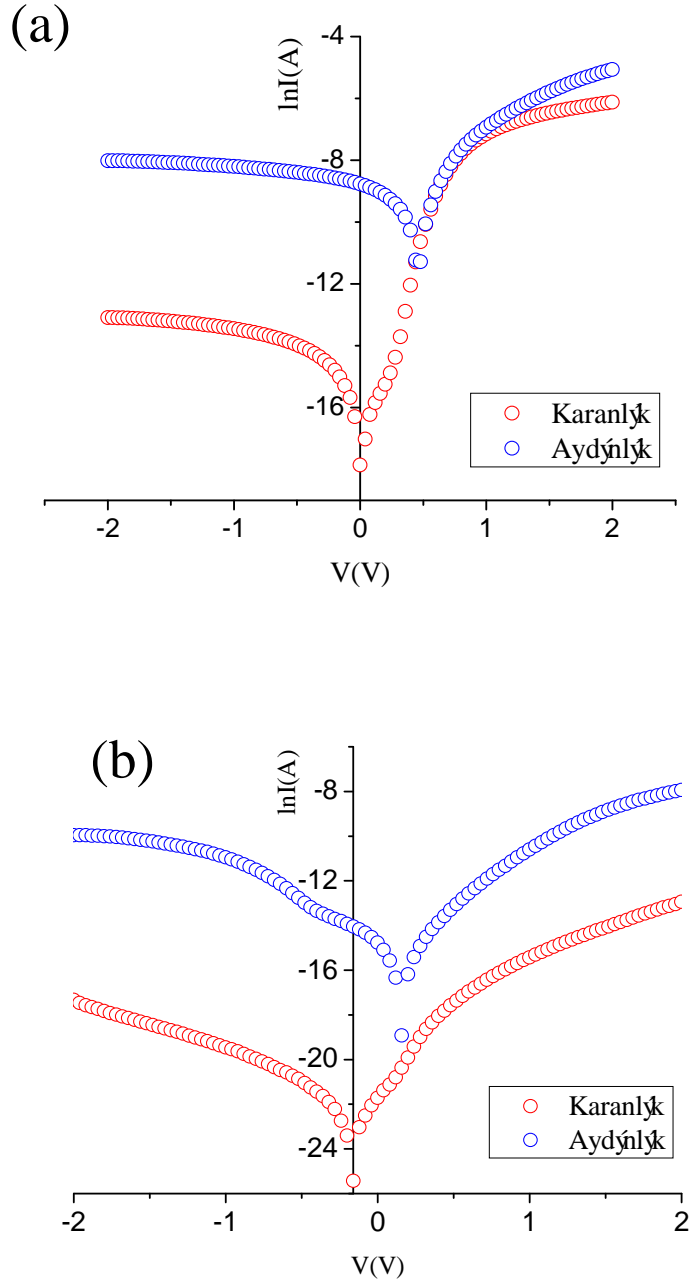 (a)
-4
lnI(A)
-8
-12
-16
Karanlýk
Aydýnlýk
-2 -1 0 1 2
V(V)
(b)
lnI(A)
-8
-12
-16
-20
-24
Karanlýk
Aydýnlýk
-2 -1 0 1 2
V(V)